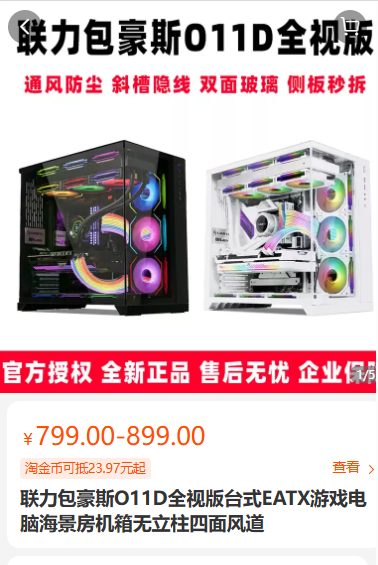 联力包豪斯O11D全视版
通风防尘 斜槽隐线 双面玻璃 侧板秒拆
官方授权 全新正品 售后无忧 企业保
1/5
¥799.00-899.00
淘金币可抵23.97元起
查看
联力包豪斯O11D全视版台式EATX游戏电
脑海景房机箱无立柱四面风道